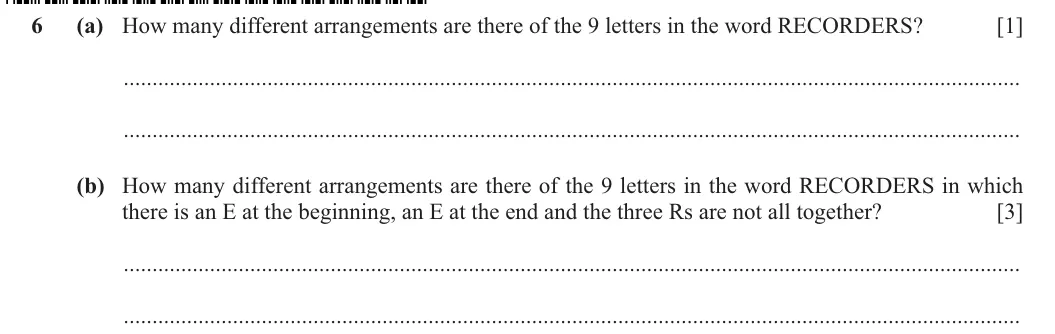 6 (a) How many different arrangements are there of the 9 letters in the word RECORDERS? [1]
(b) How many different arrangements are there of the 9 letters in the word RECORDERS in which
there is an E at the beginning, an E at the end and the three Rs are not all together? [3]